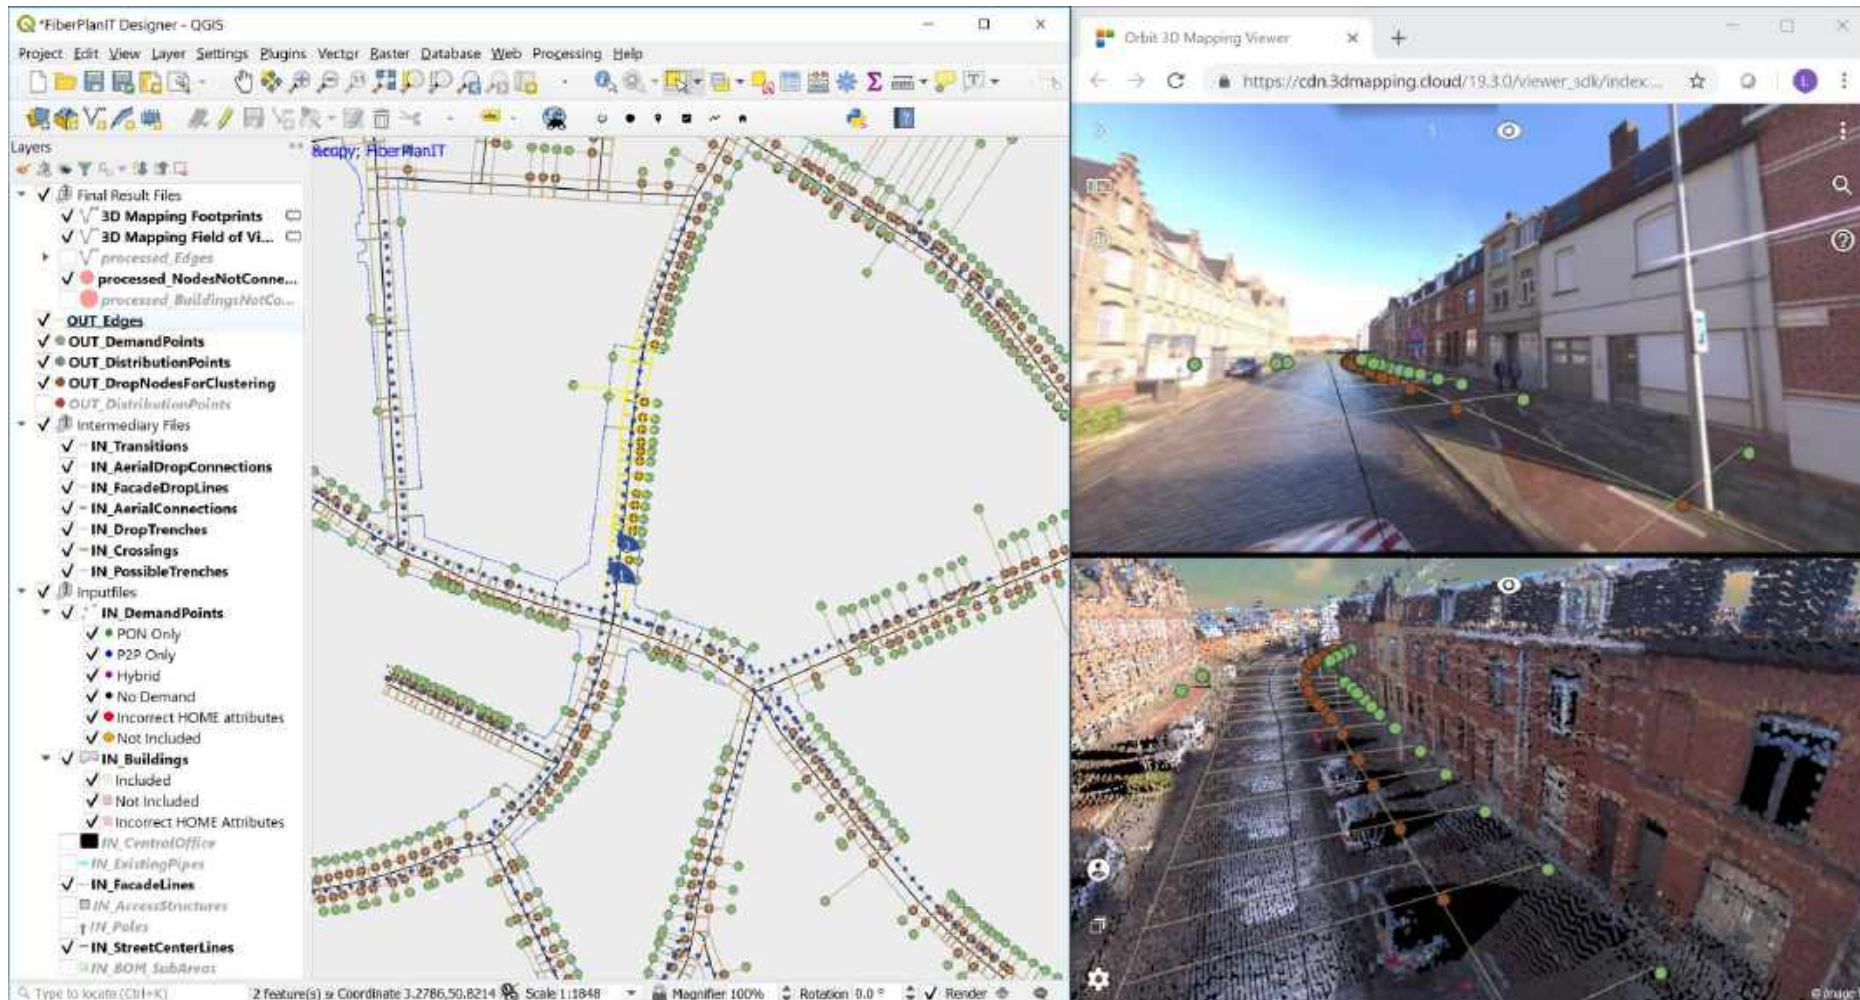 *FiberPlanIT Designer - QGIS
Project Edit View Layer Settings Plugins Vector Raster Database Web Processing Help
Layers
Final Result Files
3D Mapping Footprints
3D Mapping Field of Vi...
processed_Edges
processed_NodesNotConne...
processed_BuildingsNotCo...
OUT_Edges
OUT_DemandPoints
OUT_DistributionPoints
OUT_DropNodesForClustering
OUT_DistributionPoints
Intermediary Files
IN_Transitions
IN_AerialDropConnections
IN_FacadeDropLines
IN_AerialConnections
IN_DropTrenches
IN_Crossings
IN_PossibleTrenches
Inputfiles
IN_DemandPoints
PON Only
P2P Only
Hybrid
No Demand
Incorrect HOME attributes
Not Included
IN_Buildings
Included
Not Included
Incorrect HOME Attributes
IN_CentralOffice
IN_ExistingPipes
IN_FacadeLines
IN_AccessStructures
IN_Poles
IN_StreetCenterLines
IN_BOM_SubAreas
&copy; FiberPlanIT
Type to locate (Ctrl+K)
2 feature(s) se Coordinate 3.2786,50.8214 Scale 1:1848 Magnifier 100% Rotation 0.0 ° Render
Orbit 3D Mapping Viewer
https://cdn.3dmapping.cloud/19.3.0/viewer_sdk/index....
L